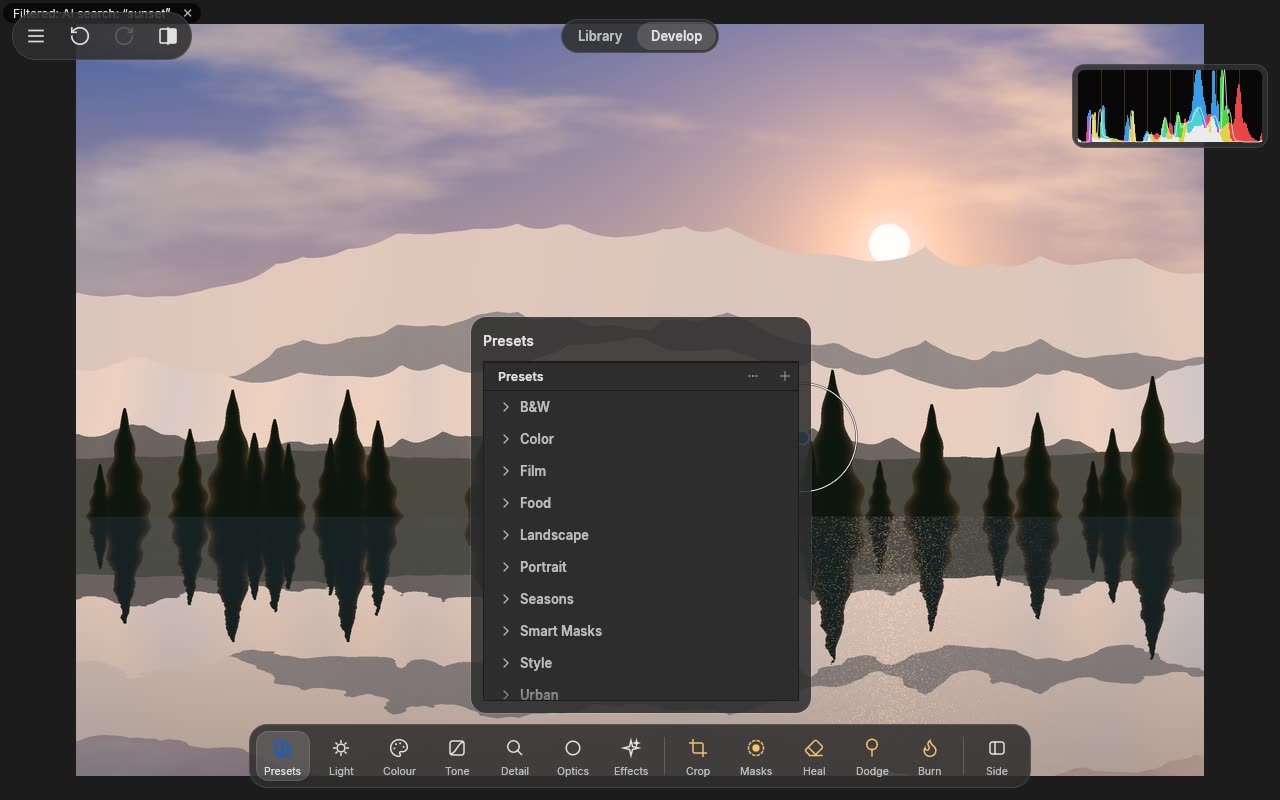 Filtered: AI search: “sunset” ×
Library
Develop
Presets
Presets
B&W
Color
Film
Food
Landscape
Portrait
Seasons
Smart Masks
Style
Urban
Presets
Light
Colour
Tone
Detail
Optics
Effects
Crop
Masks
Heal
Dodge
Burn
Side